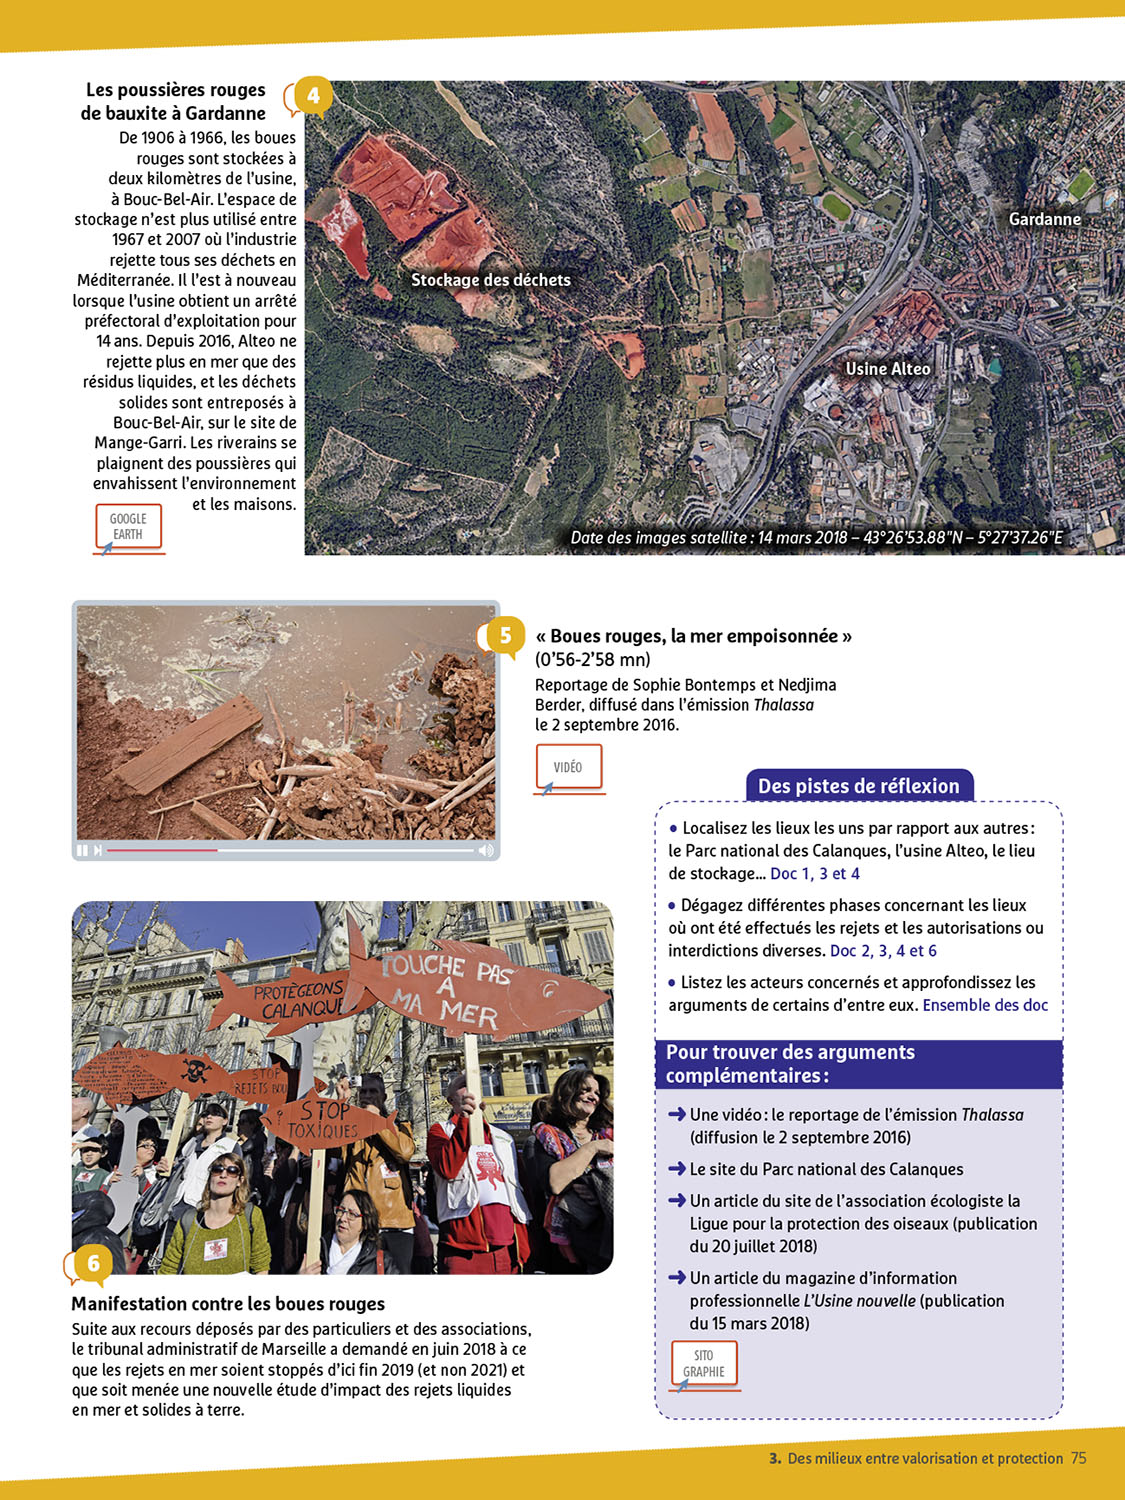 Les poussières rouges
de bauxite à Gardanne
4
De 1906 à 1966, les boues
rouges sont stockées à
deux kilomètres de l'usine,
à Bouc-Bel-Air. L'espace de
stockage n'est plus utilisé entre
1967 et 2007 où l'industrie
rejette tous ses déchets en
Méditerranée. Il l'est à nouveau
lorsque l'usine obtient un arrêté
préfectoral d'exploitation pour
14 ans. Depuis 2016, Alteo ne
rejette plus en mer que des
résidus liquides, et les déchets
solides sont entreposés à
Bouc-Bel-Air, sur le site de
Mange-Garri. Les riverains se
plaignent des poussières qui
envahissent l'environnement
et les maisons.
GOOGLE
EARTH
Gardanne
Stockage des déchets
Usine Alteo
Date des images satellite : 14 mars 2018 – 43°26'53.88"N – 5°27'37.26"E
5
« Boues rouges, la mer empoisonnée »
(0'56-2'58 mn)
Reportage de Sophie Bontemps et Nedjima
Berder, diffusé dans l'émission Thalassa
le 2 septembre 2016.
VIDÉO
TOUCHE PAS
A
MA MER
PROTÈGEONS
CALANQUE
STOP
REJETS BOU
STOP
TOXIQUES
6
Manifestation contre les boues rouges
Suite aux recours déposés par des particuliers et des associations,
le tribunal administratif de Marseille a demandé en juin 2018 à ce
que les rejets en mer soient stoppés d'ici fin 2019 (et non 2021) et
que soit menée une nouvelle étude d'impact des rejets liquides
en mer et solides à terre.
Des pistes de réflexion
• Localisez les lieux les uns par rapport aux autres :
le Parc national des Calanques, l'usine Alteo, le lieu
de stockage... Doc 1, 3 et 4
• Dégagez différentes phases concernant les lieux
où ont été effectués les rejets et les autorisations ou
interdictions diverses. Doc 2, 3, 4 et 6
• Listez les acteurs concernés et approfondissez les
arguments de certains d'entre eux. Ensemble des doc
Pour trouver des arguments
complémentaires :
➜ Une vidéo : le reportage de l'émission Thalassa
(diffusion le 2 septembre 2016)
➜ Le site du Parc national des Calanques
➜ Un article du site de l'association écologiste la
Ligue pour la protection des oiseaux (publication
du 20 juillet 2018)
➜ Un article du magazine d'information
professionnelle L'Usine nouvelle (publication
du 15 mars 2018)
SITO
GRAPHIE
3. Des milieux entre valorisation et protection 75